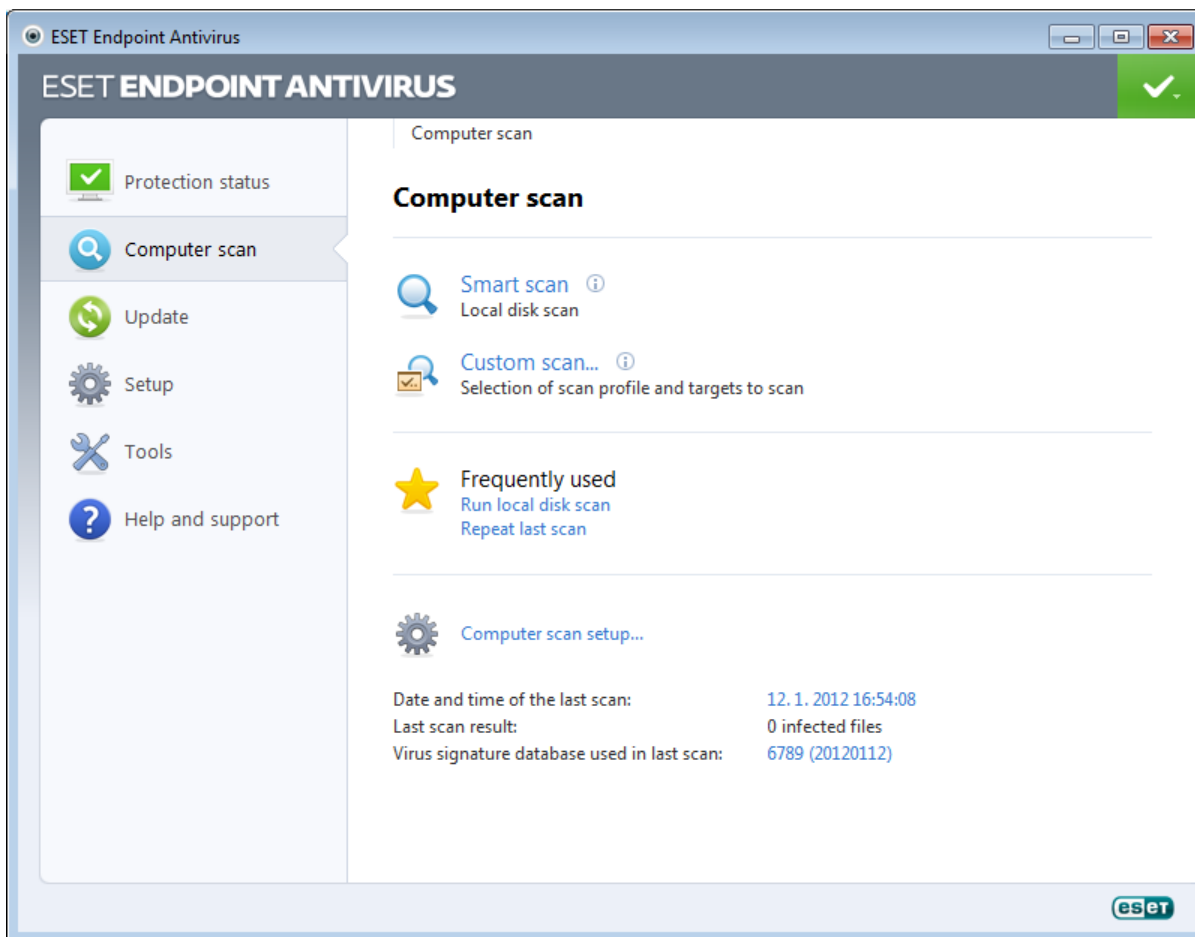 ESET Endpoint Antivirus
ESET ENDPOINT ANTIVIRUS
Protection status
Computer scan
Update
Setup
Tools
Help and support
Computer scan
Computer scan
Smart scan
Local disk scan
Custom scan...
Selection of scan profile and targets to scan
Frequently used
Run local disk scan
Repeat last scan
Computer scan setup...
Date and time of the last scan: 12. 1. 2012 16:54:08
Last scan result: 0 infected files
Virus signature database used in last scan: 6789 (20120112)
eset